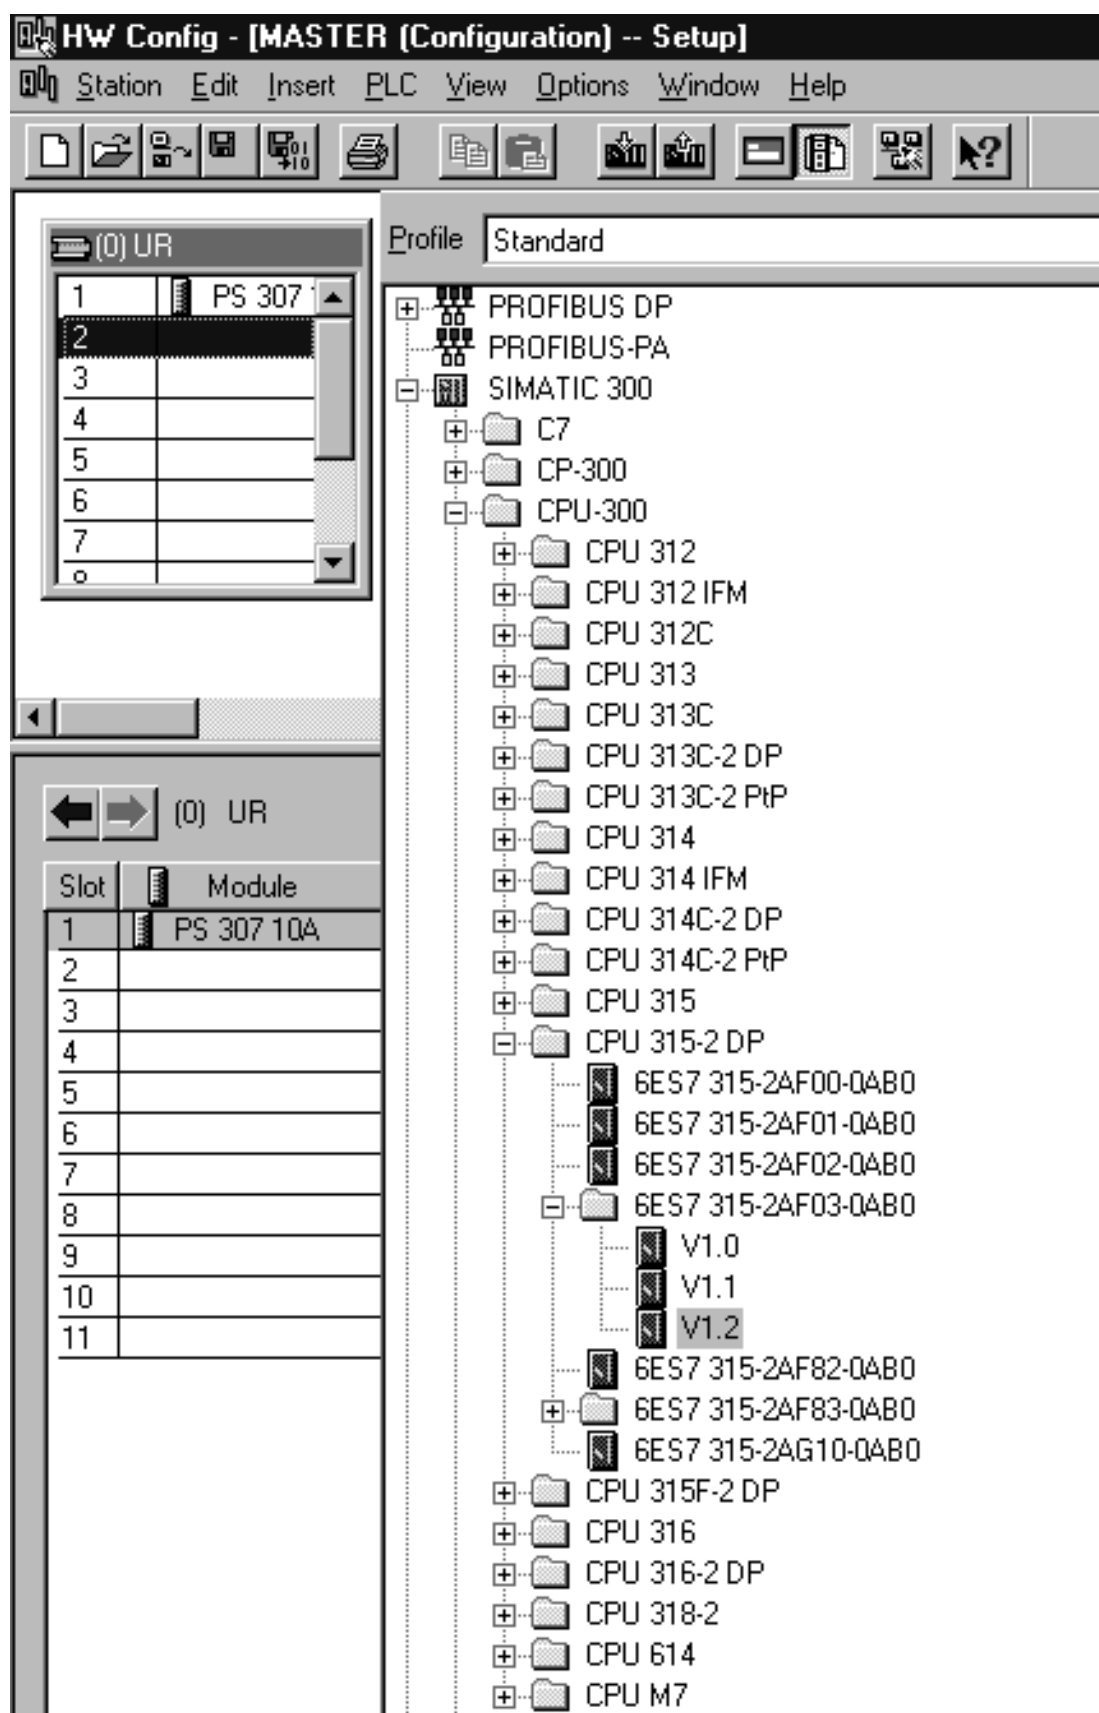 HW Config - [MASTER (Configuration) -- Setup]
Station Edit Insert PLC View Options Window Help
(0) UR
1 PS 307
2
3
4
5
6
7
Profile Standard
PROFIBUS DP
PROFIBUS-PA
SIMATIC 300
C7
CP-300
CPU-300
CPU 312
CPU 312 IFM
CPU 312C
CPU 313
CPU 313C
CPU 313C-2 DP
CPU 313C-2 PtP
CPU 314
CPU 314 IFM
CPU 314C-2 DP
CPU 314C-2 PtP
CPU 315
CPU 315-2 DP
6ES7 315-2AF00-0AB0
6ES7 315-2AF01-0AB0
6ES7 315-2AF02-0AB0
6ES7 315-2AF03-0AB0
V1.0
V1.1
V1.2
6ES7 315-2AF82-0AB0
6ES7 315-2AF83-0AB0
6ES7 315-2AG10-0AB0
CPU 315F-2 DP
CPU 316
CPU 316-2 DP
CPU 318-2
CPU 614
CPU M7
(0) UR
Slot Module
1 PS 307 10A
2
3
4
5
6
7
8
9
10
11